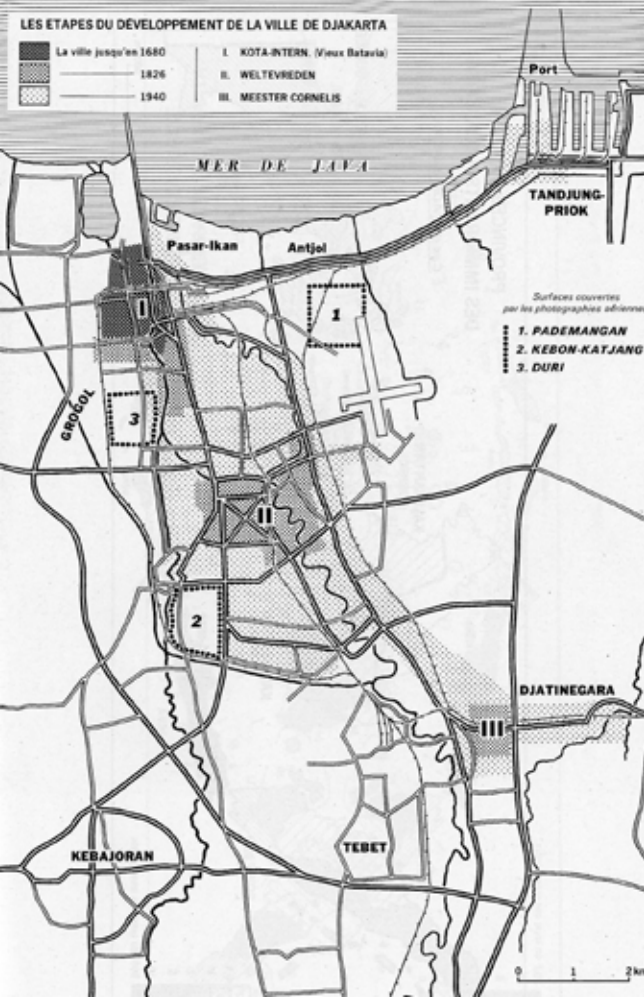 LES ETAPES DU DÉVELOPPEMENT DE LA VILLE DE DJAKARTA
La ville jusqu'en 1680
1826
1940
I. KOTA-INTERN. (Vieux Batavia)
II. WELTEVREDEN
III. MEESTER CORNELIS
Port
MER DE JAVA
TANDJUNG-
PRIOK
Pasar-Ikan
Antjol
I
1
Surfaces couvertes
par les photographies aériennes
1. PADEMANGAN
2. KEBON-KATJANG
3. DURI
GROGOL
3
II
2
DJATINEGARA
III
KEBAJORAN
TEBET
0 1 2 km